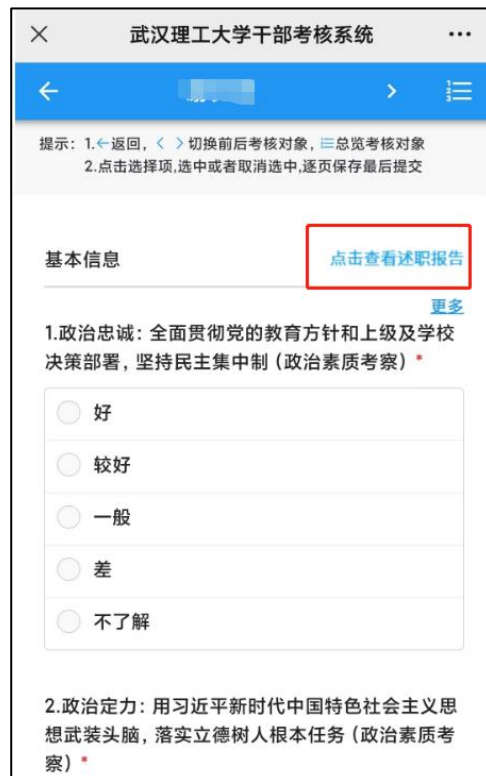 武汉理工大学干部考核系统
提示: 1.←返回, < >切换前后考核对象, 总览考核对象
2.点击选择项,选中或者取消选中,逐页保存最后提交
基本信息
点击查看述职报告
更多
1.政治忠诚: 全面贯彻党的教育方针和上级及学校
决策部署, 坚持民主集中制 (政治素质考察) *
好
较好
一般
差
不了解
2.政治定力: 用习近平新时代中国特色社会主义思
想武装头脑, 落实立德树人根本任务 (政治素质考
察) *